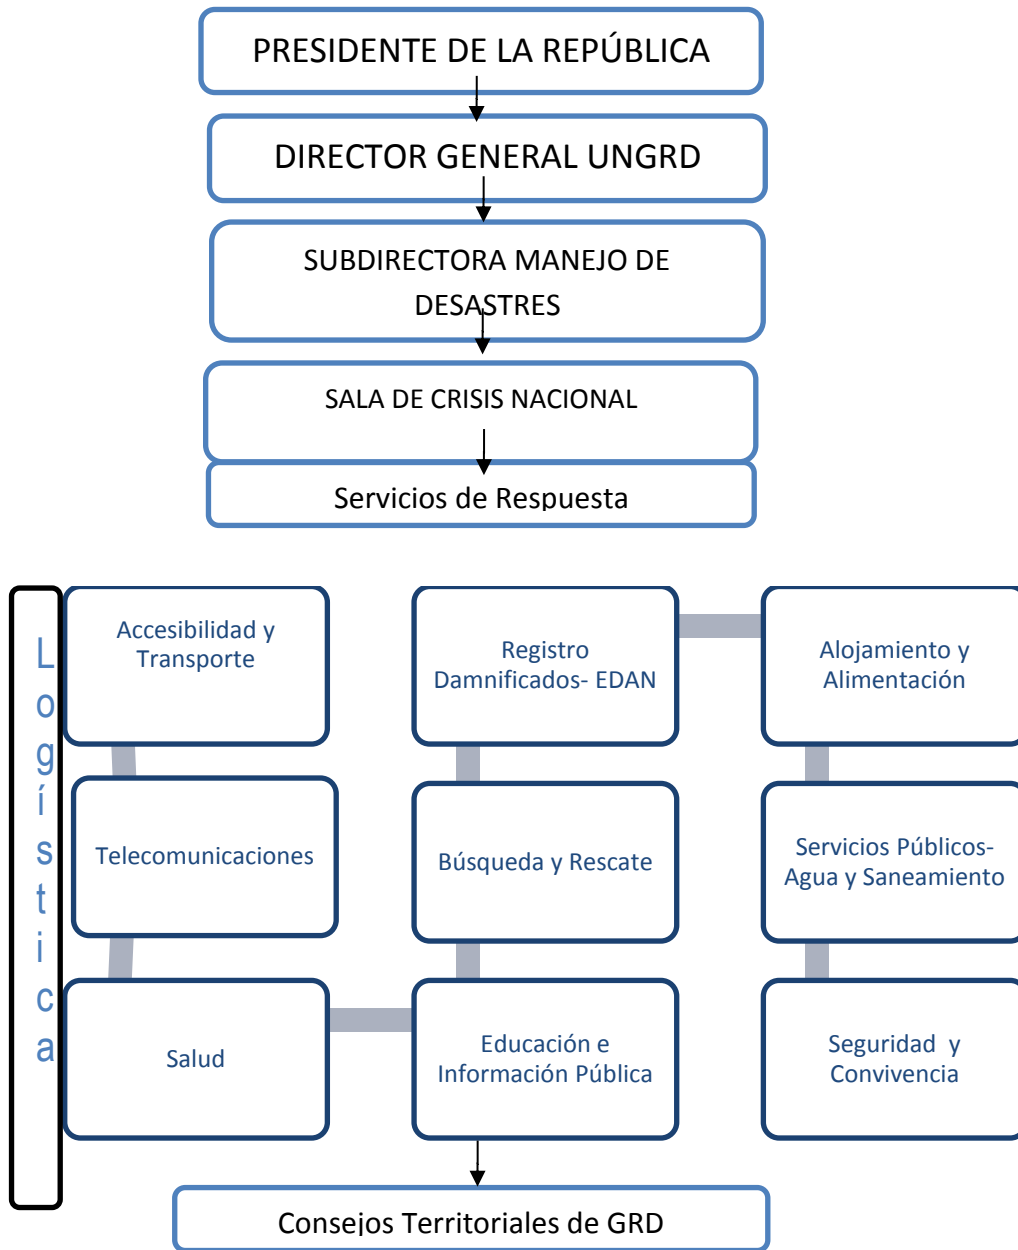 PRESIDENTE DE LA REPÚBLICA
DIRECTOR GENERAL UNGRD
SUBDIRECTORA MANEJO DE
DESASTRES
SALA DE CRISIS NACIONAL
Servicios de Respuesta
Logística
Accesibilidad y
Transporte
Telecomunicaciones
Salud
Registro
Damnificados- EDAN
Búsqueda y Rescate
Educación e
Información Pública
Alojamiento y
Alimentación
Servicios Públicos-
Agua y Saneamiento
Seguridad y
Convivencia
Consejos Territoriales de GRD